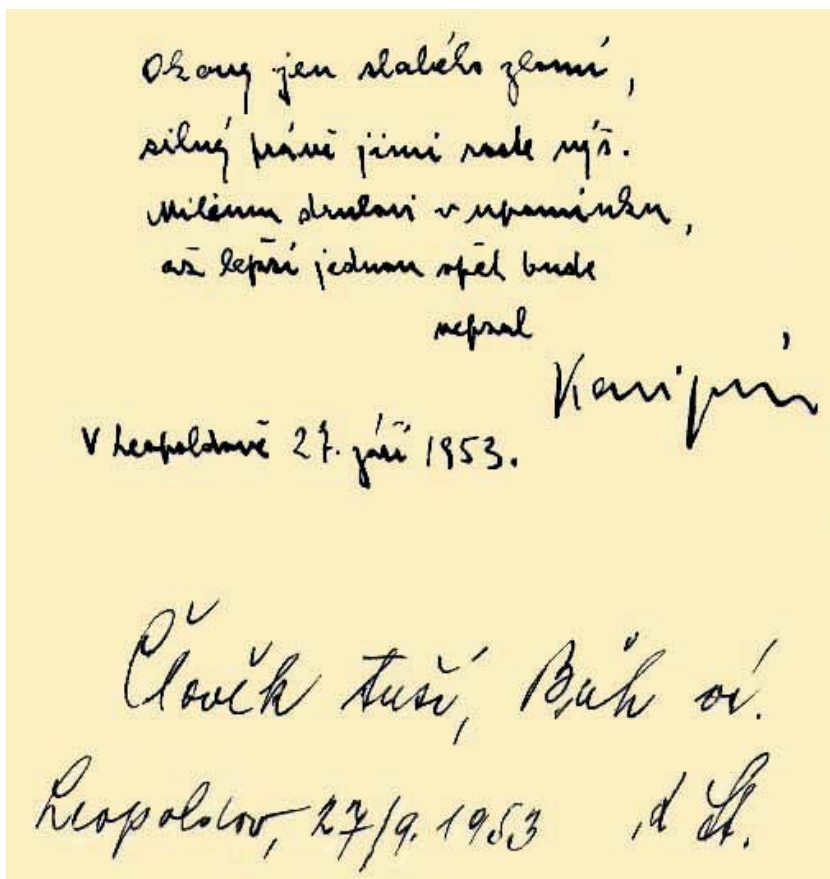 Okovy jen slabého zlomí,
silný právě jimi roste výš.
Milému druhovi v upomínku,
až lepší jednou opět bude
napsal
V Leopoldově 27. září 1953.
Člověk tuší, Bůh ví.
Leopoldov, 27/9. 1953 St.